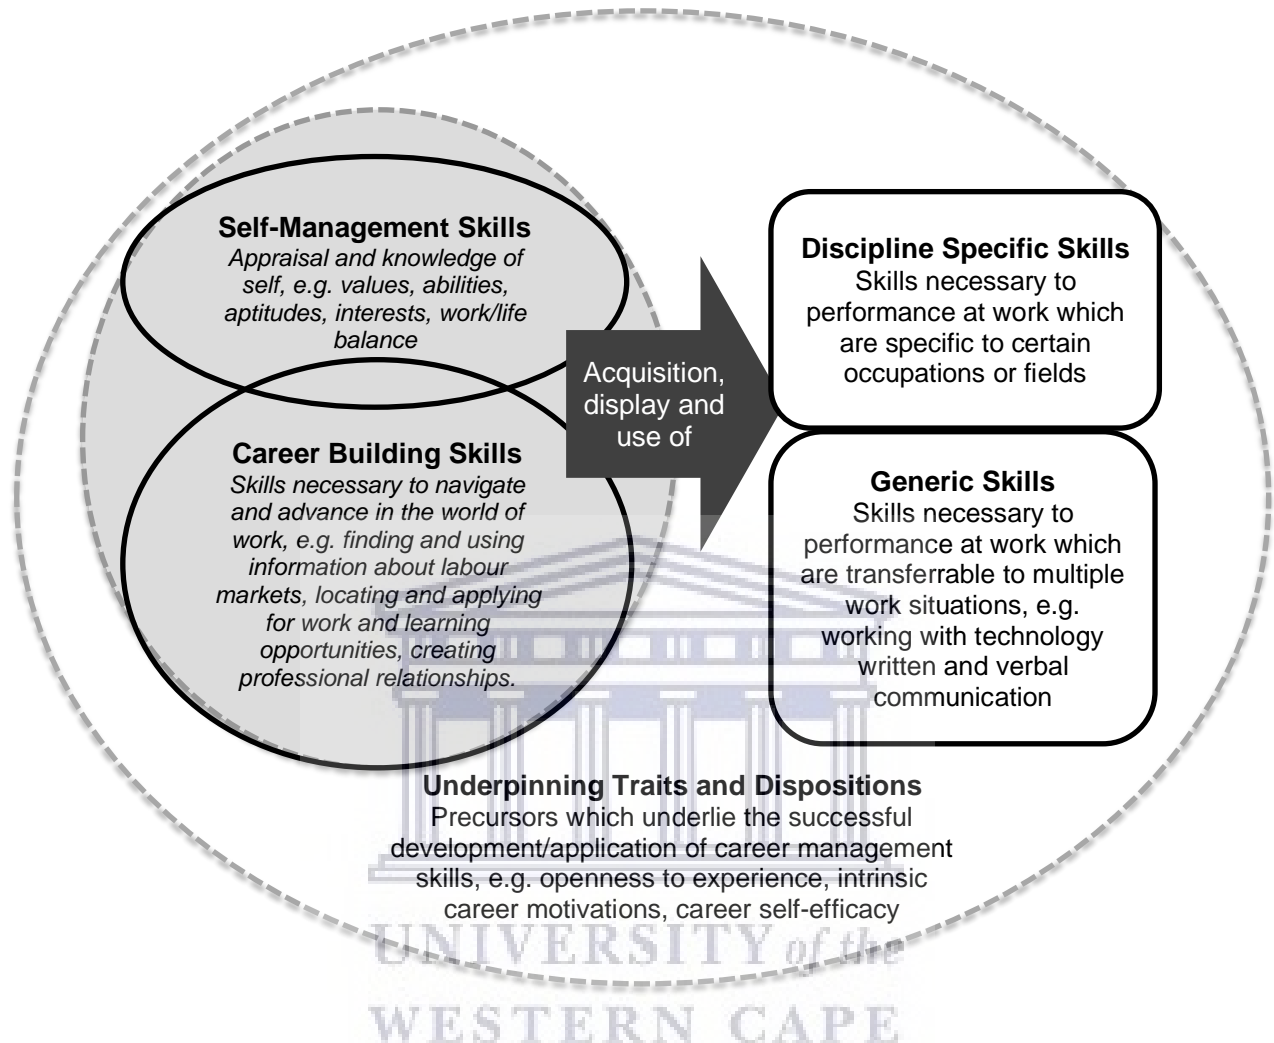 Self-Management Skills
Appraisal and knowledge of
self, e.g. values, abilities,
aptitudes, interests, work/life
balance
Career Building Skills
Skills necessary to navigate
and advance in the world of
work, e.g. finding and using
information about labour
markets, locating and applying
for work and learning
opportunities, creating
professional relationships.
Acquisition,
display and
use of
Discipline Specific Skills
Skills necessary to
performance at work which
are specific to certain
occupations or fields
Generic Skills
Skills necessary to
performance at work which
are transferrable to multiple
work situations, e.g.
working with technology
written and verbal
communication
Underpinning Traits and Dispositions
Precursors which underlie the successful
development/application of career management
skills, e.g. openness to experience, intrinsic
career motivations, career self-efficacy
UNIVERSITY of the
WESTERN CAPE